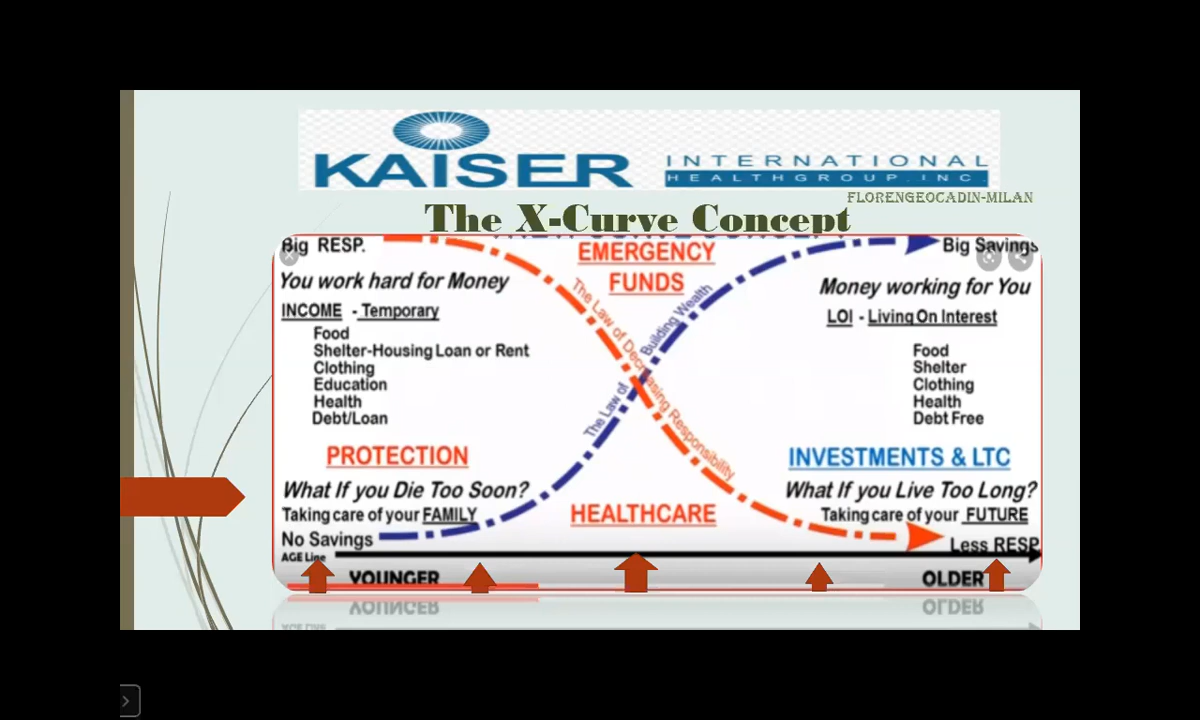 KAISER INTERNATIONAL
HEALTHGROUP.INC.
FLORENGEOCADIN-MILAN
The X-Curve Concept
Big RESP.
EMERGENCY
FUNDS
Big Savings
You work hard for Money
Money working for You
INCOME - Temporary
LOI - Living On Interest
Food
Shelter-Housing Loan or Rent
Clothing
Education
Health
Debt/Loan
Food
Shelter
Clothing
Health
Debt Free
The Law of Decreasing Responsibility
The Law of Building Wealth
PROTECTION
INVESTMENTS & LTC
What If you Die Too Soon?
What If you Live Too Long?
Taking care of your FAMILY
HEALTHCARE
Taking care of your FUTURE
No Savings
Less RESP
AGE Line
YOUNGER
OLDER